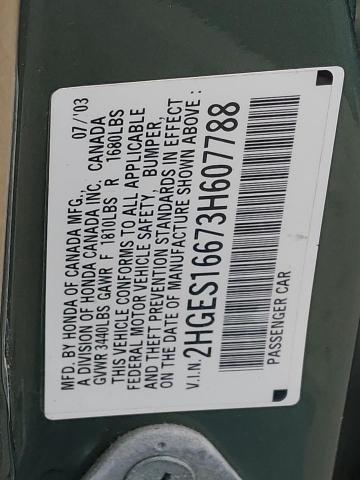 MFD. BY HONDA OF CANADA MFG., 07/'03
A DIVISION OF HONDA CANADA INC, CANADA
GVWR 3440LBS GAWR F 1810LBS R 1680LBS
THIS VEHICLE CONFORMS TO ALL APPLICABLE
FEDERAL MOTOR VEHICLE SAFETY, BUMPER,
AND THEFT PREVENTION STANDARDS IN EFFECT
ON THE DATE OF MANUFACTURE SHOWN ABOVE.
V.I.N. 2HGES16673H607788
PASSENGER CAR